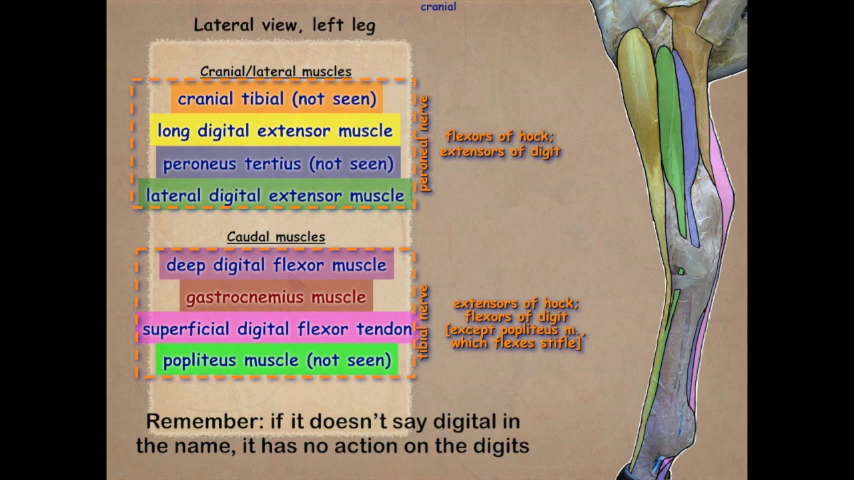 cranial
Lateral view, left leg
Cranial/lateral muscles
cranial tibial (not seen)
long digital extensor muscle
peroneus tertius (not seen)
lateral digital extensor muscle
peroneal nerve
flexors of hock;
extensors of digit
Caudal muscles
deep digital flexor muscle
gastrocnemius muscle
superficial digital flexor tendon
popliteus muscle (not seen)
tibial nerve
extensors of hock;
flexors of digit
[except popliteus m.,
which flexes stifle]
Remember: if it doesn't say digital in
the name, it has no action on the digits